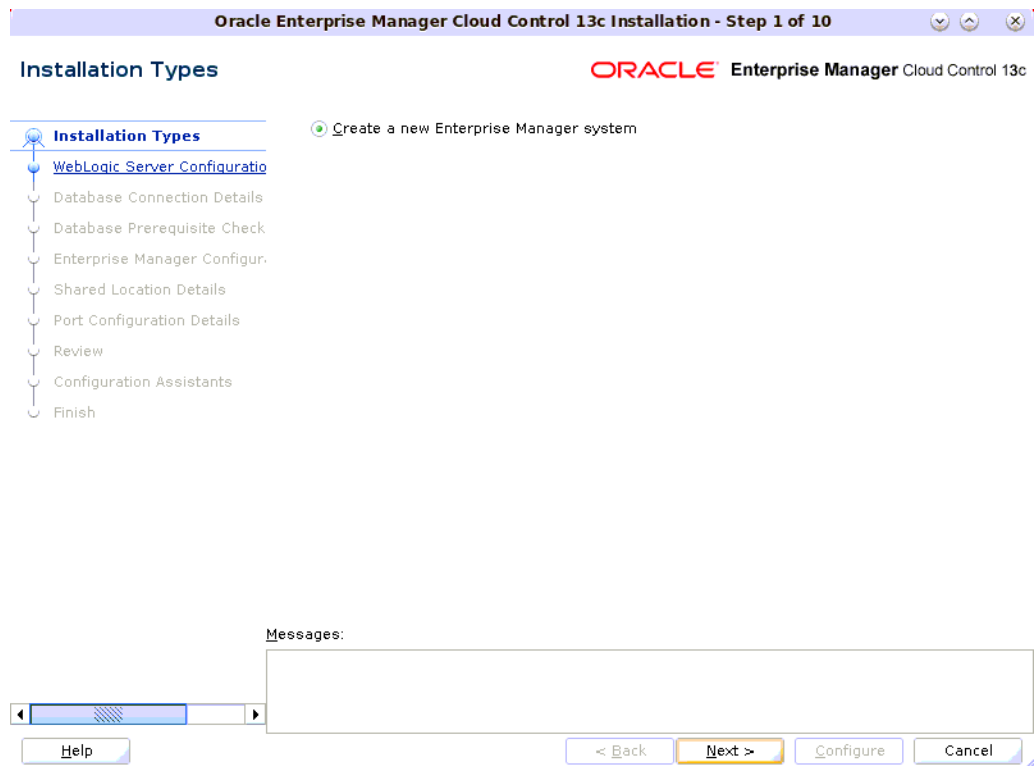 Oracle Enterprise Manager Cloud Control 13c Installation - Step 1 of 10
Installation Types
ORACLE Enterprise Manager Cloud Control 13c
Installation Types
WebLogic Server Configuratio
Database Connection Details
Database Prerequisite Check
Enterprise Manager Configur
Shared Location Details
Port Configuration Details
Review
Configuration Assistants
Finish
Create a new Enterprise Manager system
Messages:
Help
< Back
Next >
Configure
Cancel